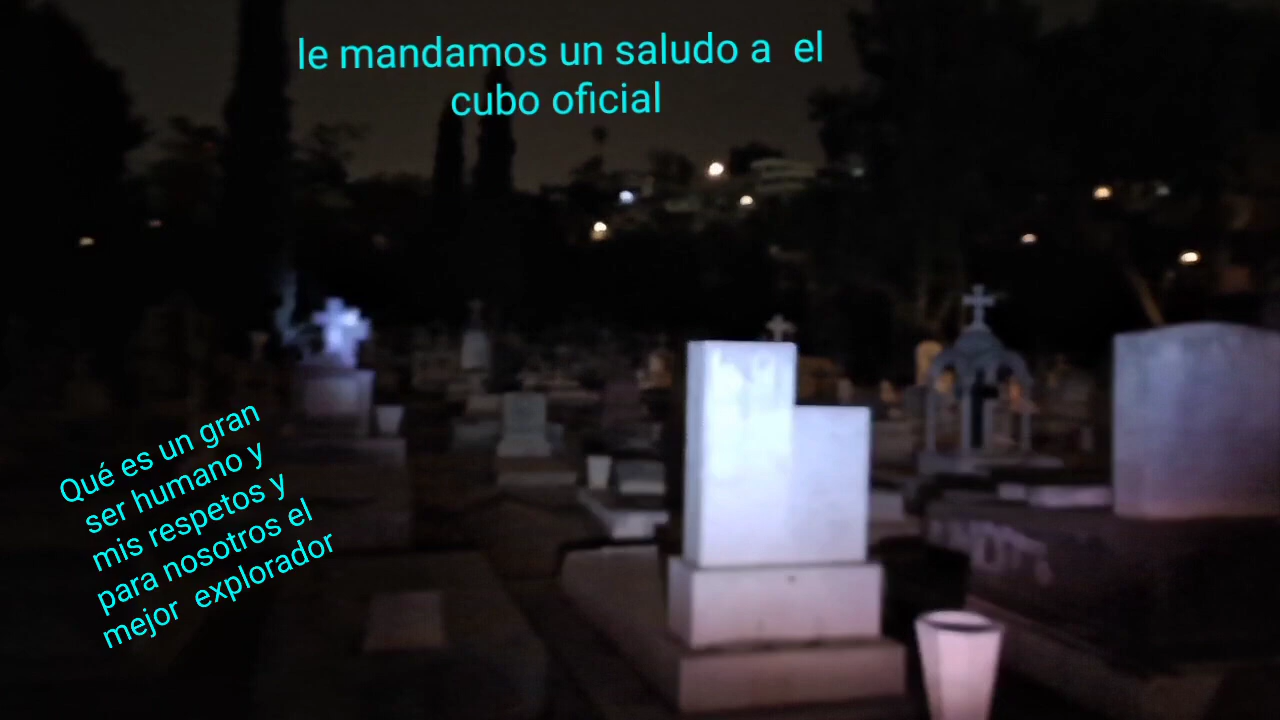 le mandamos un saludo a  el
cubo oficial
Qué es un gran
ser humano y
mis respetos y
para nosotros el
mejor  explorador